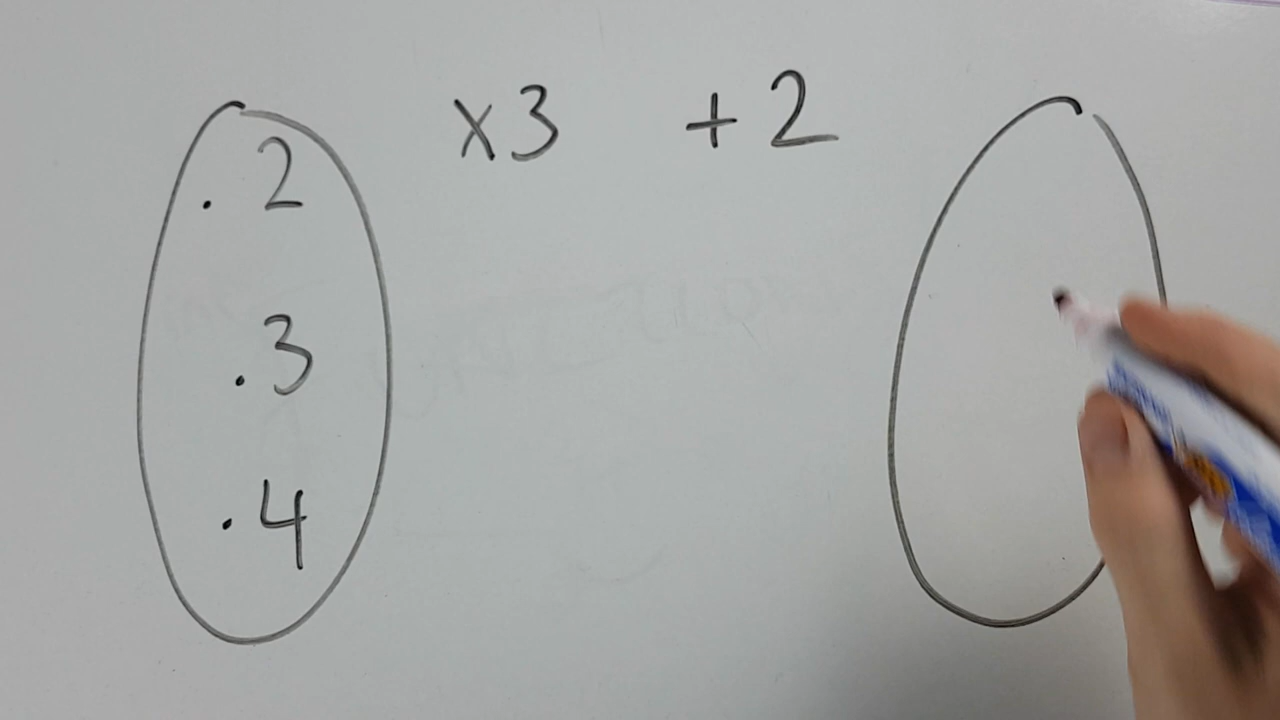 x3 +2
. 2
. 3
. 4